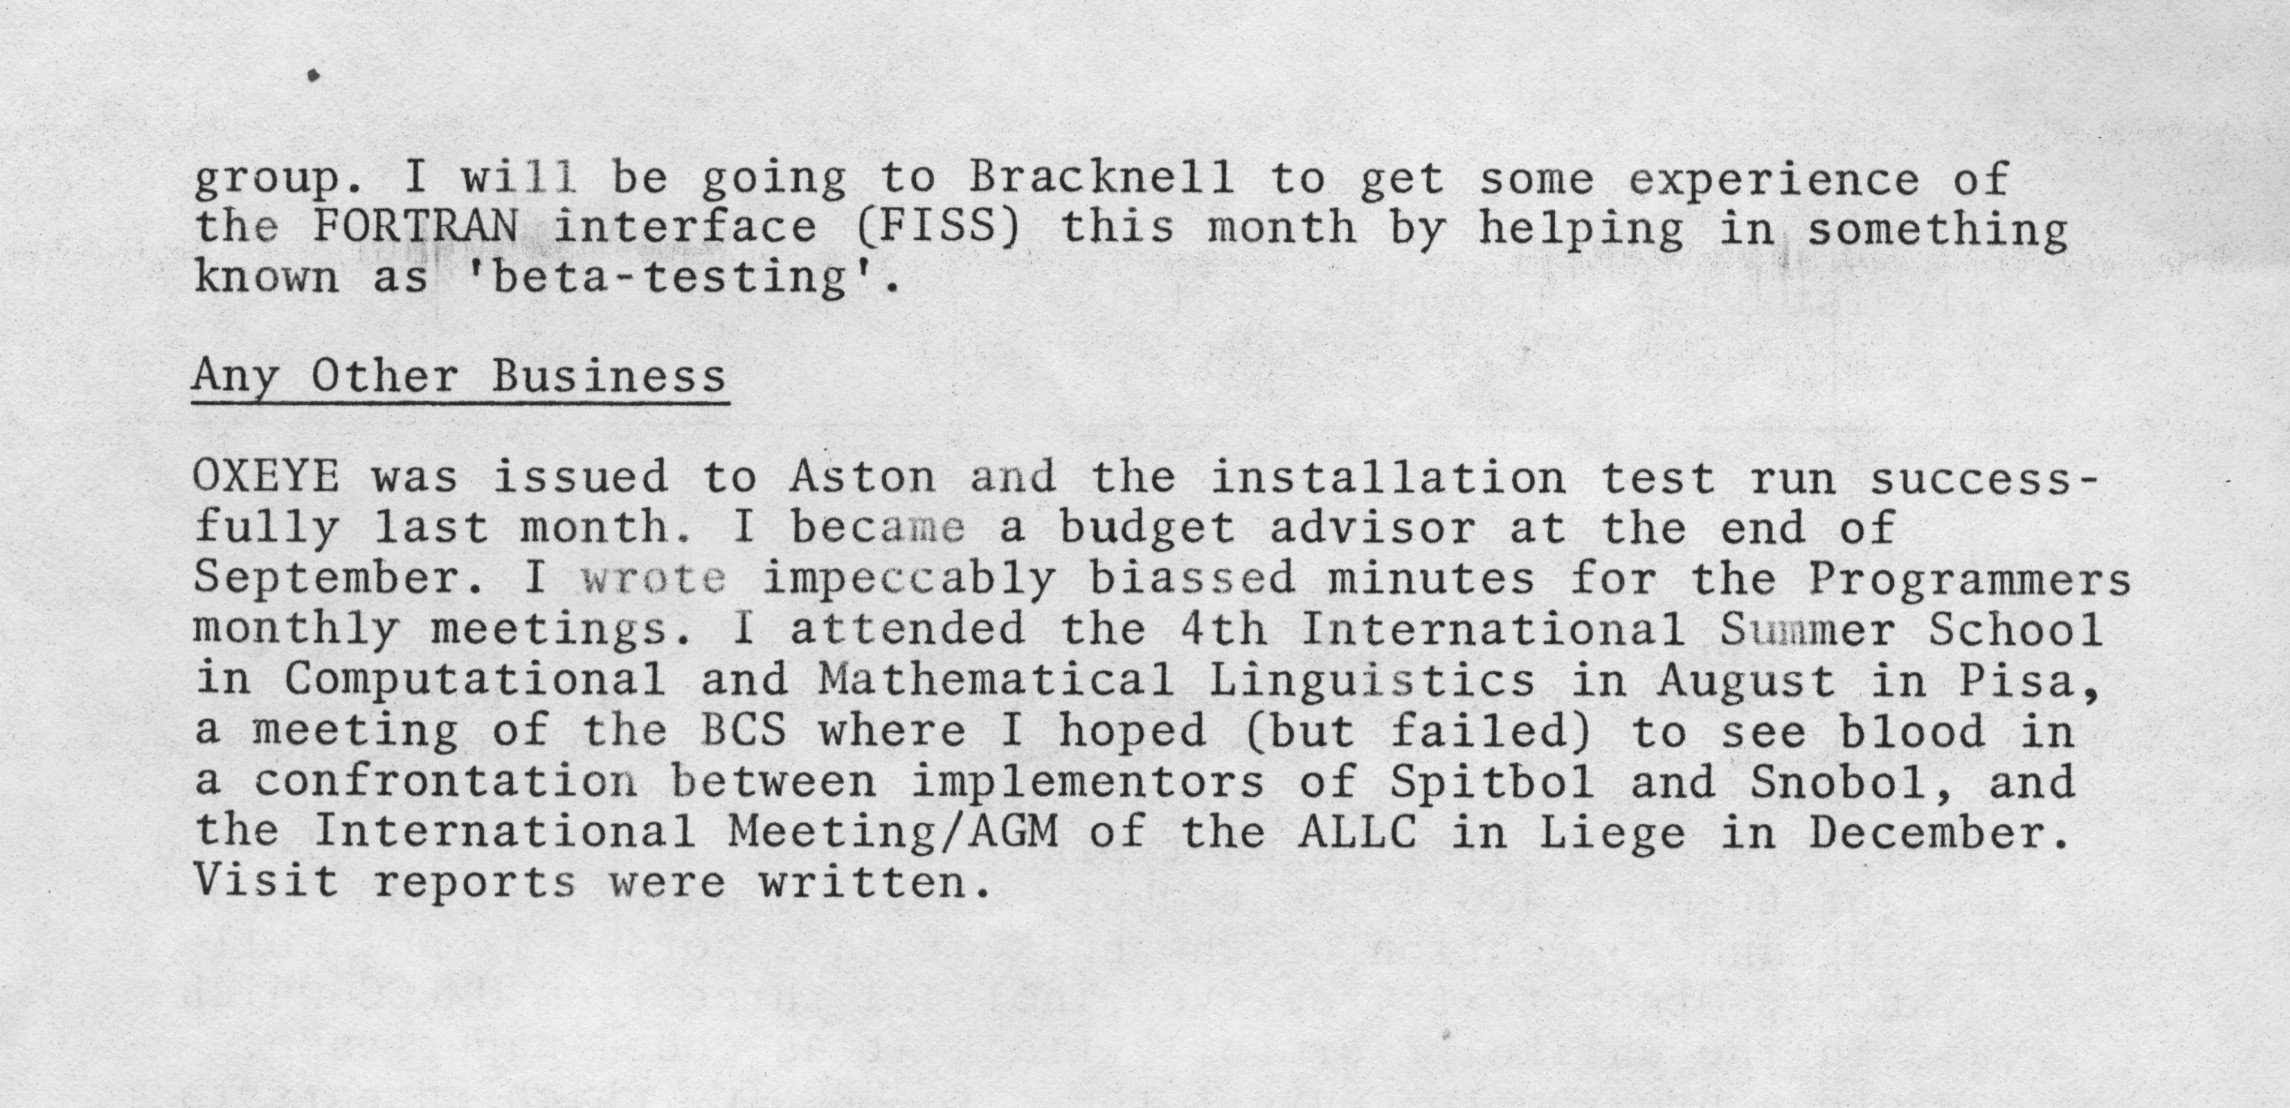 group. I will be going to Bracknell to get some experience of
the FORTRAN interface (FISS) this month by helping in something
known as 'beta-testing'.
Any Other Business
OXEYE was issued to Aston and the installation test run success-
fully last month. I became a budget advisor at the end of
September. I wrote impeccably biassed minutes for the Programmers
monthly meetings. I attended the 4th International Summer School
in Computational and Mathematical Linguistics in August in Pisa,
a meeting of the BCS where I hoped (but failed) to see blood in
a confrontation between implementors of Spitbol and Snobol, and
the International Meeting/AGM of the ALLC in Liege in December.
Visit reports were written.